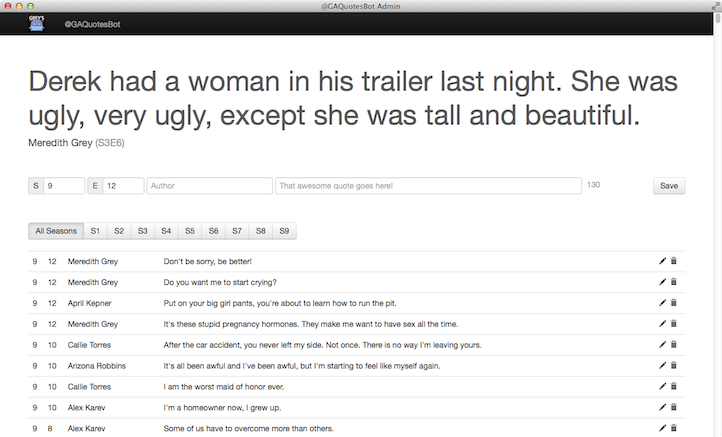 @GAQuotesBot Admin
GREY'S
@GAQuotesBot
Derek had a woman in his trailer last night. She was
ugly, very ugly, except she was tall and beautiful.
Meredith Grey (S3E6)
S 9 E 12 Author That awesome quote goes here! 130 Save
All Seasons S1 S2 S3 S4 S5 S6 S7 S8 S9
9 12 Meredith Grey Don't be sorry, be better!
9 12 Meredith Grey Do you want me to start crying?
9 12 April Kepner Put on your big girl pants, you're about to learn how to run the pit.
9 12 Meredith Grey It's these stupid pregnancy hormones. They make me want to have sex all the time.
9 10 Callie Torres After the car accident, you never left my side. Not once. There is no way I'm leaving yours.
9 10 Arizona Robbins It's all been awful and I've been awful, but I'm starting to feel like myself again.
9 10 Callie Torres I am the worst maid of honor ever.
9 10 Alex Karev I'm a homeowner now, I grew up.
9 8 Alex Karev Some of us have to overcome more than others.